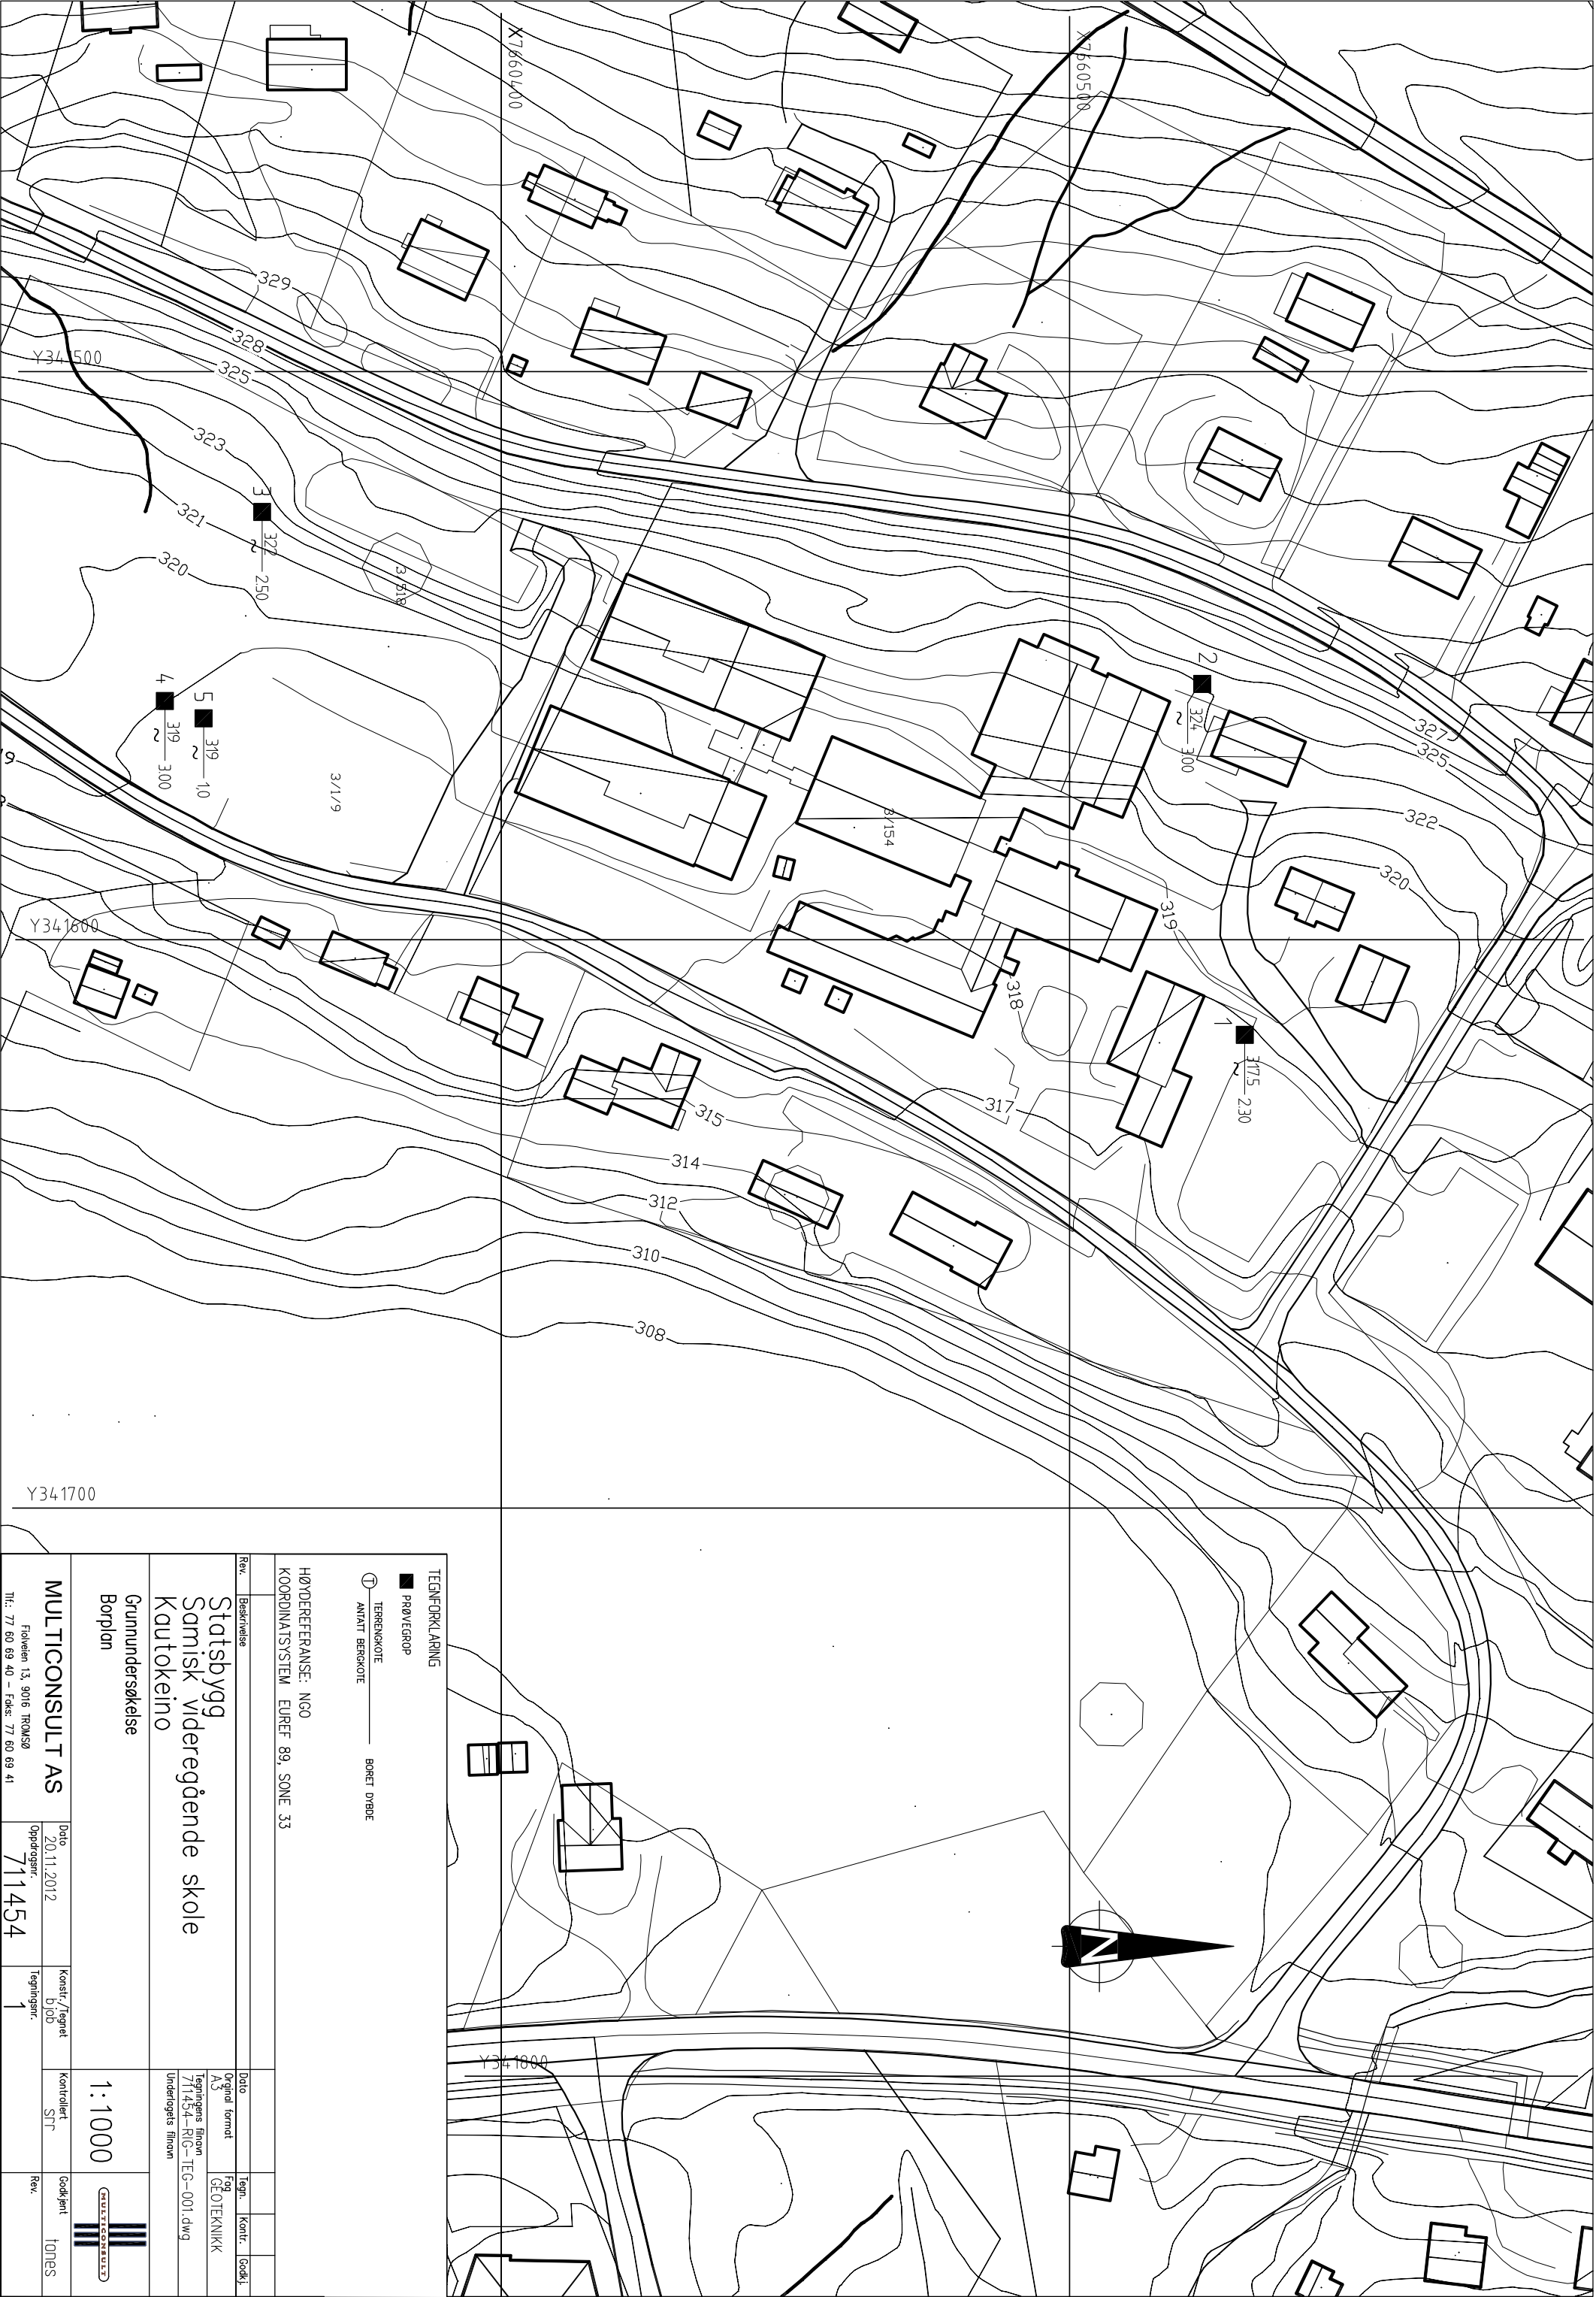 X7660400
X7660500
Y341500
Y341600
Y341700
Y341800
329
328
325
323
321
320
3
322
~
2.50
3/518
4
319
~
3.00
5
319
~
1.0
3/1/9
2
324
~
3.00
3/154
327
325
322
320
319
318
1
317.5
~
2.30
317
315
314
312
310
308
N
TEGNFORKLARING
PRØVEGROP
T
TERRENGKOTE
ANTATT BERGKOTE
BORET DYBDE
HØYDEREFERANSE: NGO
KOORDINATSYSTEM EUREF 89, SONE 33
Rev.
Beskrivelse
Dato
Tegn.
Kontr.
Godkj.
Statsbygg
Samisk videregående skole
Kautokeino
Orginal format
A3
Fag
GEOTEKNIKK
Tegningens filnavn
711454-RIG-TEG-001.dwg
Underlagets filnavn
Grunnundersøkelse
Borplan
1:1000
MULTICONSULT
MULTICONSULT AS
Fiolveien 13, 9016 TROMSØ
Tlf.: 77 60 69 40 - Faks: 77 60 69 41
Dato
20.11.2012
Konstr./Tegnet
bjob
Kontrollert
srr
Godkjent
tones
Oppdragsnr.
711454
Tegningsnr.
1
Rev.